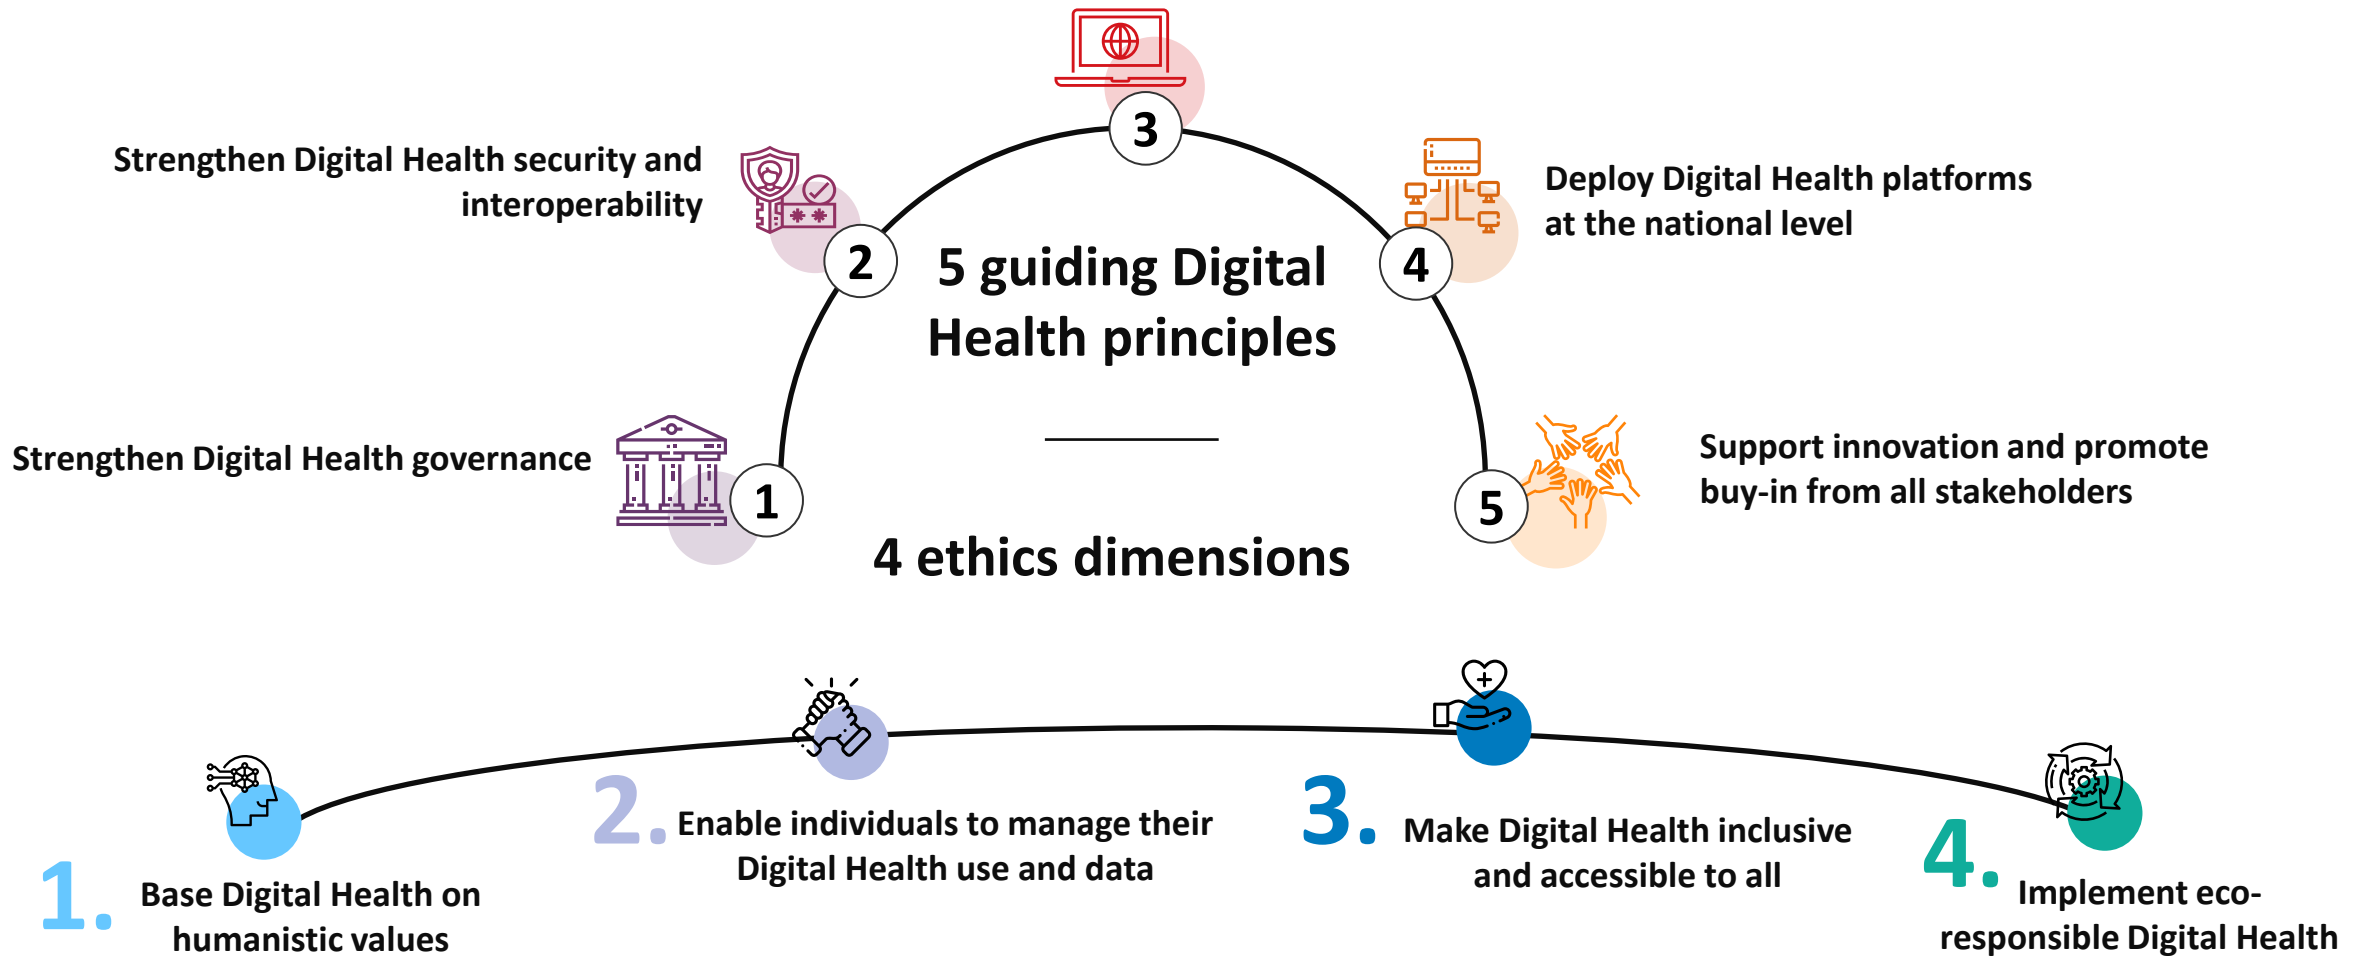 3
Strengthen Digital Health security and
interoperability
2
4
Deploy Digital Health platforms
at the national level
5 guiding Digital
Health principles
Strengthen Digital Health governance
1
5
Support innovation and promote
buy-in from all stakeholders
4 ethics dimensions
1.
Base Digital Health on
humanistic values
2.
Enable individuals to manage their
Digital Health use and data
3.
Make Digital Health inclusive
and accessible to all
4.
Implement eco-
responsible Digital Health